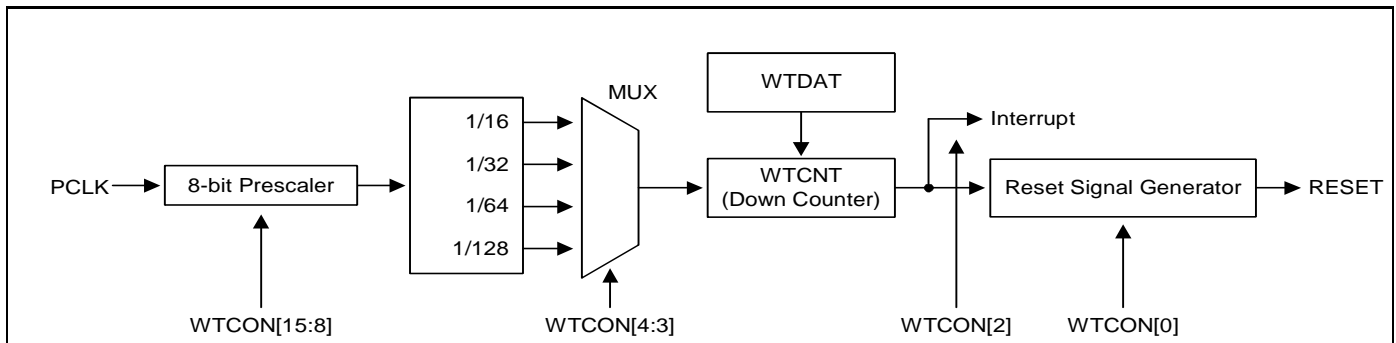 MUX
WTDAT
1/16
1/32
1/64
1/128
PCLK
8-bit Prescaler
WTCNT
(Down Counter)
Interrupt
Reset Signal Generator
RESET
WTCON[15:8]
WTCON[4:3]
WTCON[2]
WTCON[0]